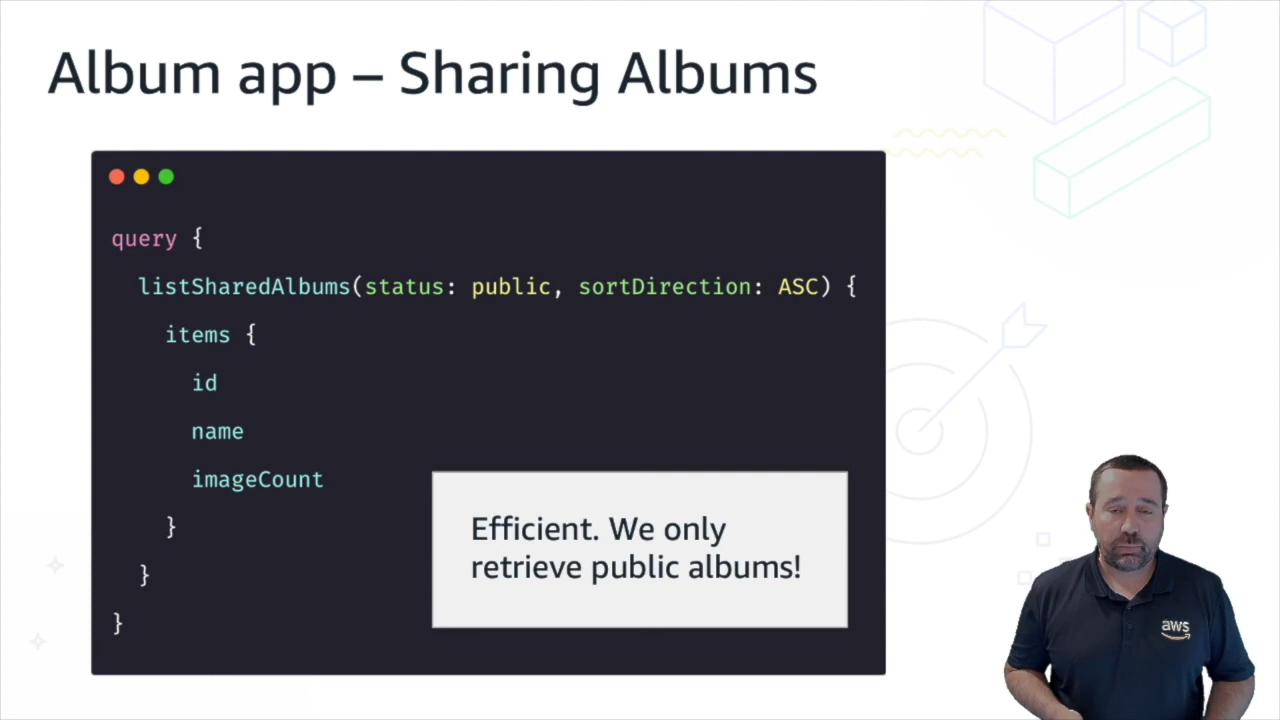 Album app – Sharing Albums
query {
listSharedAlbums(status: public, sortDirection: ASC) {
items {
id
name
imageCount
}
}
}
Efficient. We only
retrieve public albums!
aws